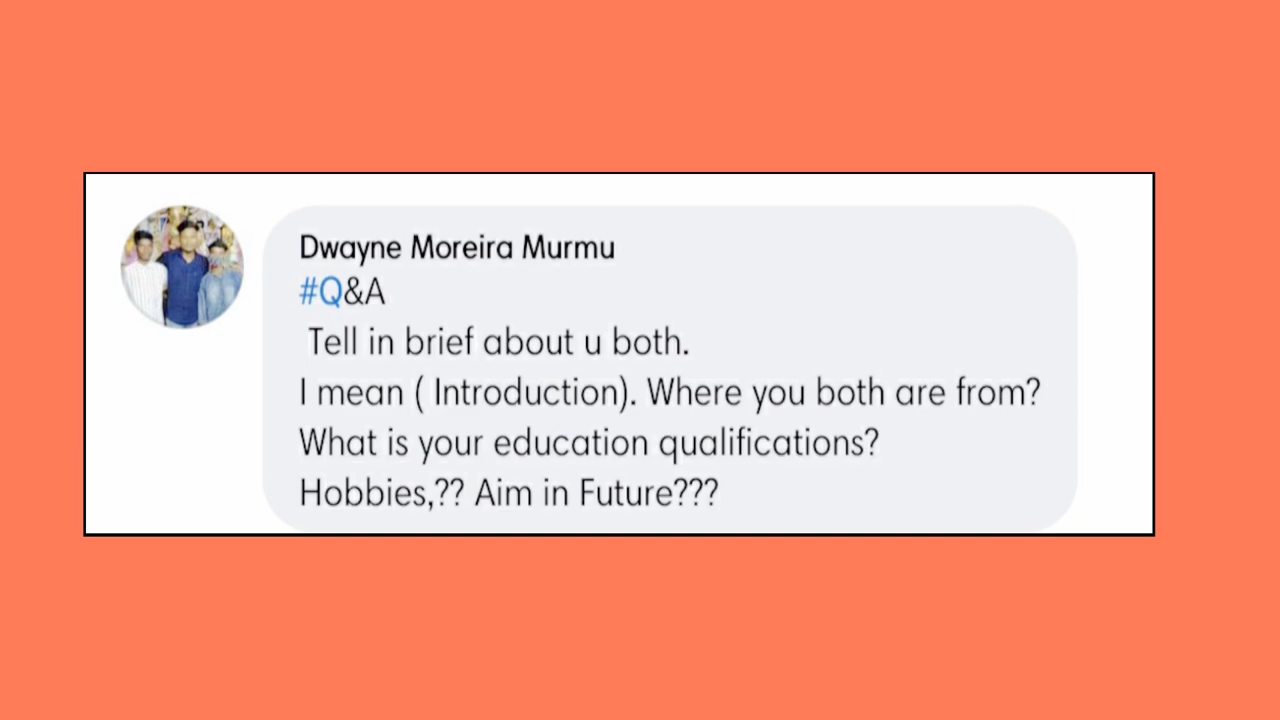 Dwayne Moreira Murmu
#Q&A
Tell in brief about u both.
I mean ( Introduction). Where you both are from?
What is your education qualifications?
Hobbies,?? Aim in Future???